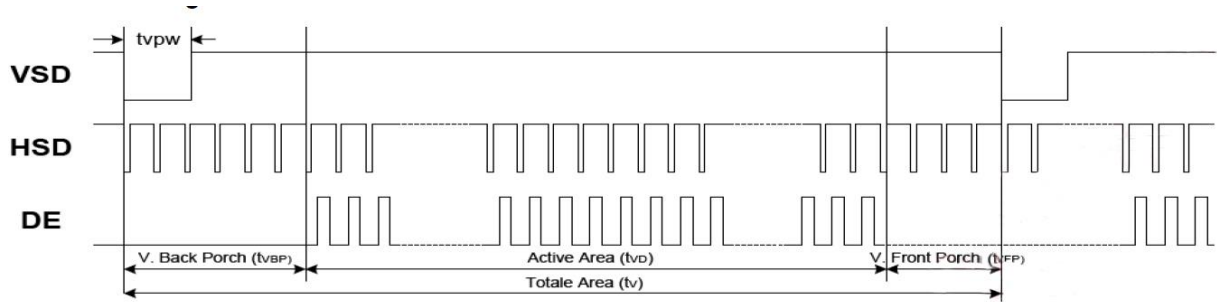 tvpw
VSD
HSD
DE
V. Back Porch (tvBP) Active Area (tvD) V. Front Porch (tvFP)
Totale Area (tv)